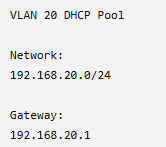 VLAN 20 DHCP Pool
Network:
192.168.20.0/24
Gateway:
192.168.20.1